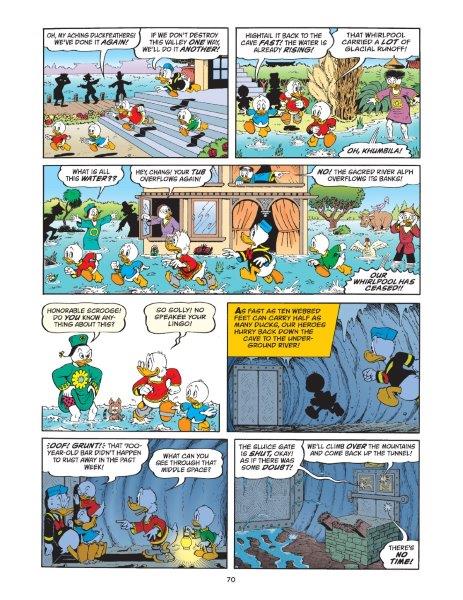 OH, MY ACHING DUCKFEATHERS!
WE'VE DONE IT AGAIN!
IF WE DON'T DESTROY
THIS VALLEY ONE WAY,
WE'LL DO IT ANOTHER!
HIGHTAIL IT BACK TO THE
CAVE FAST! THE WATER IS
ALREADY RISING!
THAT WHIRLPOOL
CARRIED A LOT OF
GLACIAL RUNOFF!
OH, KHUMBILA!
WHAT IS ALL
THIS WATER??
HEY, CHANG! YOUR TUB
OVERFLOWS AGAIN!
NO! THE SACRED RIVER ALPH
OVERFLOWS ITS BANKS!
OUR
WHIRLPOOL HAS
CEASED!!
HONORABLE SCROOGE!
DO YOU KNOW ANY-
THING ABOUT THIS?
SO SOLLY! NO
SPEAKEE YOUR
LINGO!
AS FAST AS TEN WEBBED
FEET CAN CARRY HALF AS
MANY DUCKS, OUR HEROES
HURRY BACK DOWN
THE CAVE TO THE UNDER-
GROUND RIVER!
OOF! GRUNT! THAT 700-
YEAR-OLD BAR DIDN'T HAPPEN
TO RUST AWAY IN THE PAST
WEEK!
WHAT CAN YOU
SEE THROUGH THAT
MIDDLE SPACE?
THE SLUICE GATE
IS SHUT, OKAY!
AS IF THERE WAS
SOME DOUBT!
WE'LL CLIMB OVER THE MOUNTAINS
AND COME BACK UP THE TUNNEL!
THERE'S
NO
TIME!
70